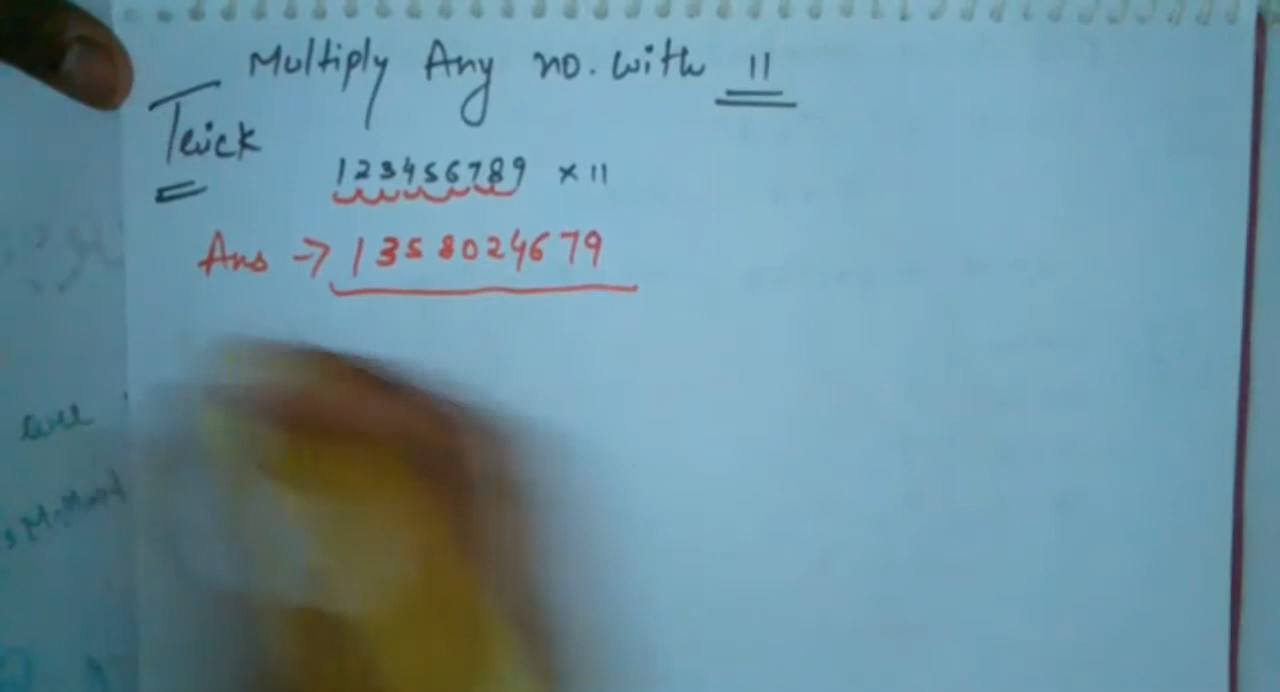 Multiply Any no. with 11
Trick
123456789 × 11
Ans → 1358024679